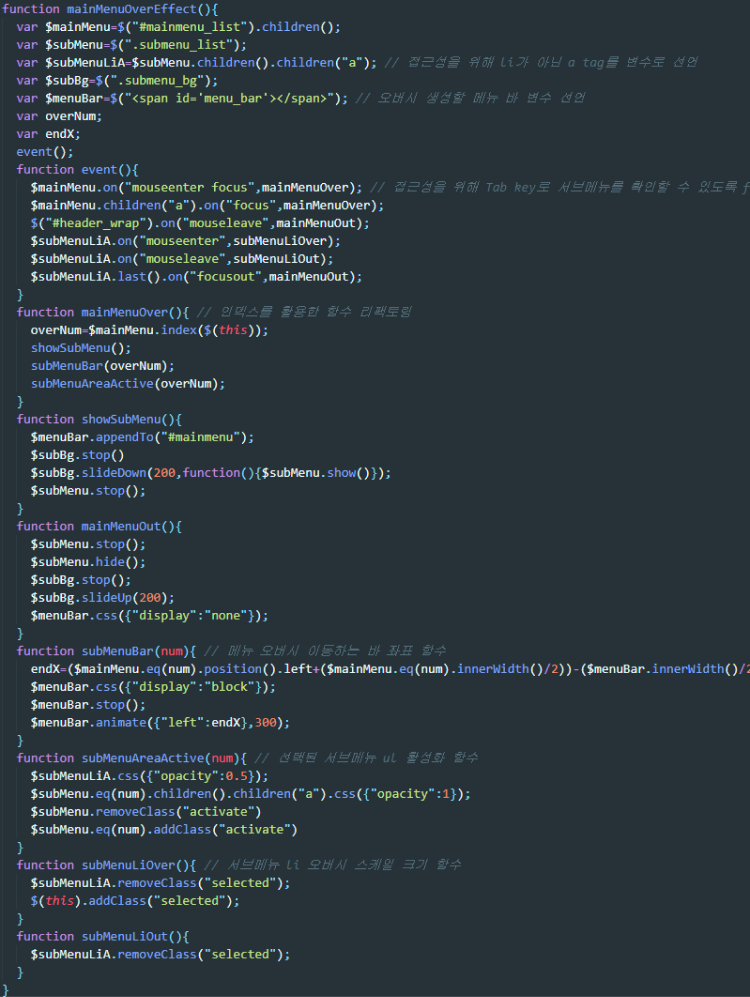 function mainMenuOverEffect(){
var $mainMenu=$("#mainmenu_list").children();
var $subMenu=$(".submenu_list");
var $subMenuLiA=$subMenu.children().children("a"); // 접근성을 위해 li가 아닌 a tag를 변수로 선언
var $subBg=$(".submenu_bg");
var $menuBar=$("<span id='menu_bar'></span>"); // 오버시 생성할 메뉴 바 변수 선언
var overNum;
var endX;
event();
function event(){
$mainMenu.on("mouseenter focus",mainMenuOver); // 접근성을 위해 Tab key로 서브메뉴를 확인할 수 있도록 f
$mainMenu.children("a").on("focus",mainMenuOver);
$("#header_wrap").on("mouseleave",mainMenuOut);
$subMenuLiA.on("mouseenter",subMenuLiOver);
$subMenuLiA.on("mouseleave",subMenuLiOut);
$subMenuLiA.last().on("focusout",mainMenuOut);
}
function mainMenuOver(){ // 인덱스를 활용한 함수 리팩토링
overNum=$mainMenu.index($(this));
showSubMenu();
subMenuBar(overNum);
subMenuAreaActive(overNum);
}
function showSubMenu(){
$menuBar.appendTo("#mainmenu");
$subBg.stop()
$subBg.slideDown(200,function(){$subMenu.show()});
$subMenu.stop();
}
function mainMenuOut(){
$subMenu.stop();
$subMenu.hide();
$subBg.stop();
$subBg.slideUp(200);
$menuBar.css({"display":"none"});
}
function subMenuBar(num){ // 메뉴 오버시 이동하는 바 좌표 함수
endX=($mainMenu.eq(num).position().left+($mainMenu.eq(num).innerWidth()/2))-($menuBar.innerWidth()/2
$menuBar.css({"display":"block"});
$menuBar.stop();
$menuBar.animate({"left":endX},300);
}
function subMenuAreaActive(num){ // 선택된 서브메뉴 ul 활성화 함수
$subMenuLiA.css({"opacity":0.5});
$subMenu.eq(num).children().children("a").css({"opacity":1});
$subMenu.removeClass("activate")
$subMenu.eq(num).addClass("activate")
}
function subMenuLiOver(){ // 서브메뉴 li 오버시 스케일 크기 함수
$subMenuLiA.removeClass("selected");
$(this).addClass("selected");
}
function subMenuLiOut(){
$subMenuLiA.removeClass("selected");
}
}